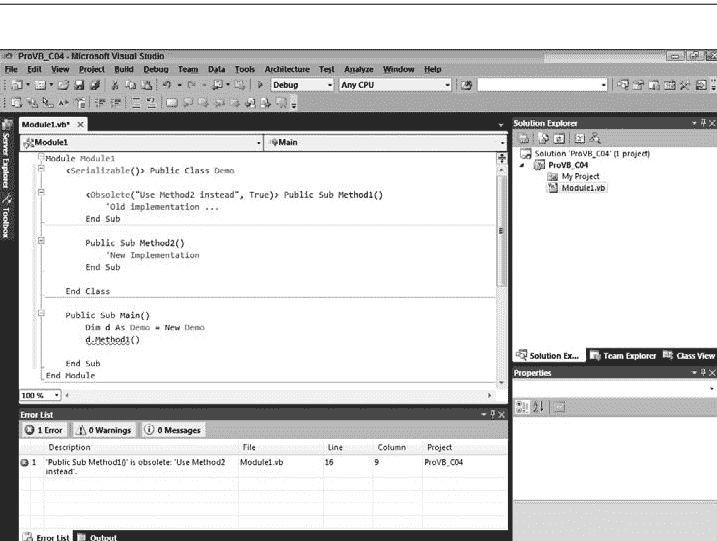 ProVB_C04 - Microsoft Visual Studio
File Edit View Project Build Debug Team Data Tools Architecture Test Analyze Window Help
Debug Any CPU
Module1.vb* ×
Module1 Main
Server Explorer
Toolbox
Module Module1
<Serializable()> Public Class Demo
<Obsolete("Use Method2 instead", True)> Public Sub Method1()
'Old implementation ...
End Sub
Public Sub Method2()
'New Implementation
End Sub
End Class
Public Sub Main()
Dim d As Demo = New Demo
d.Method1()
End Sub
End Module
100 %
Solution Explorer
Solution 'ProVB_C04' (1 project)
ProVB_C04
My Project
Module1.vb
Solution Ex... Team Explorer Class View
Properties
Error List
1 Error 0 Warnings 0 Messages
Description File Line Column Project
1 'Public Sub Method1()' is obsolete: 'Use Method2 Module1.vb 16 9 ProVB_C04
instead'.
Error List Output